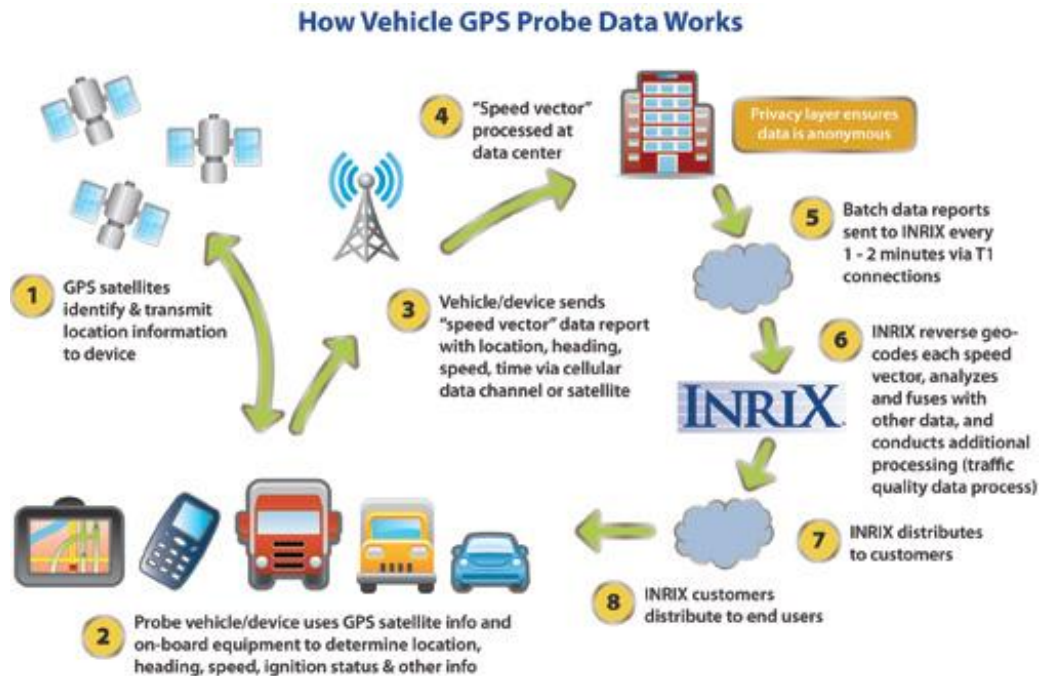 How Vehicle GPS Probe Data Works
1
GPS satellites
identify & transmit
location information
to device
2
Probe vehicle/device uses GPS satellite info and
on-board equipment to determine location,
heading, speed, ignition status & other info
3
Vehicle/device sends
"speed vector" data report
with location, heading,
speed, time via cellular
data channel or satellite
4
"Speed vector"
processed at
data center
Privacy layer ensures
data is anonymous
5
Batch data reports
sent to INRIX every
1 - 2 minutes via T1
connections
6
INRIX reverse geo-
codes each speed
vector, analyzes
and fuses with
other data, and
conducts additional
processing (traffic
quality data process)
INRIX
7
INRIX distributes
to customers
8
INRIX customers
distribute to end users